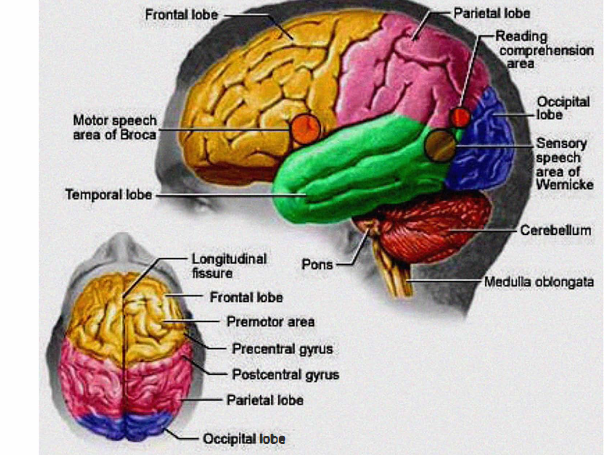 Frontal lobe
Parietal lobe
Reading
comprehension
area
Motor speech
area of Broca
Occipital
lobe
Sensory
speech
area of
Wernicke
Temporal lobe
Cerebellum
Pons
Medulla oblongata
Longitudinal
fissure
Frontal lobe
Premotor area
Precentral gyrus
Postcentral gyrus
Parietal lobe
Occipital lobe